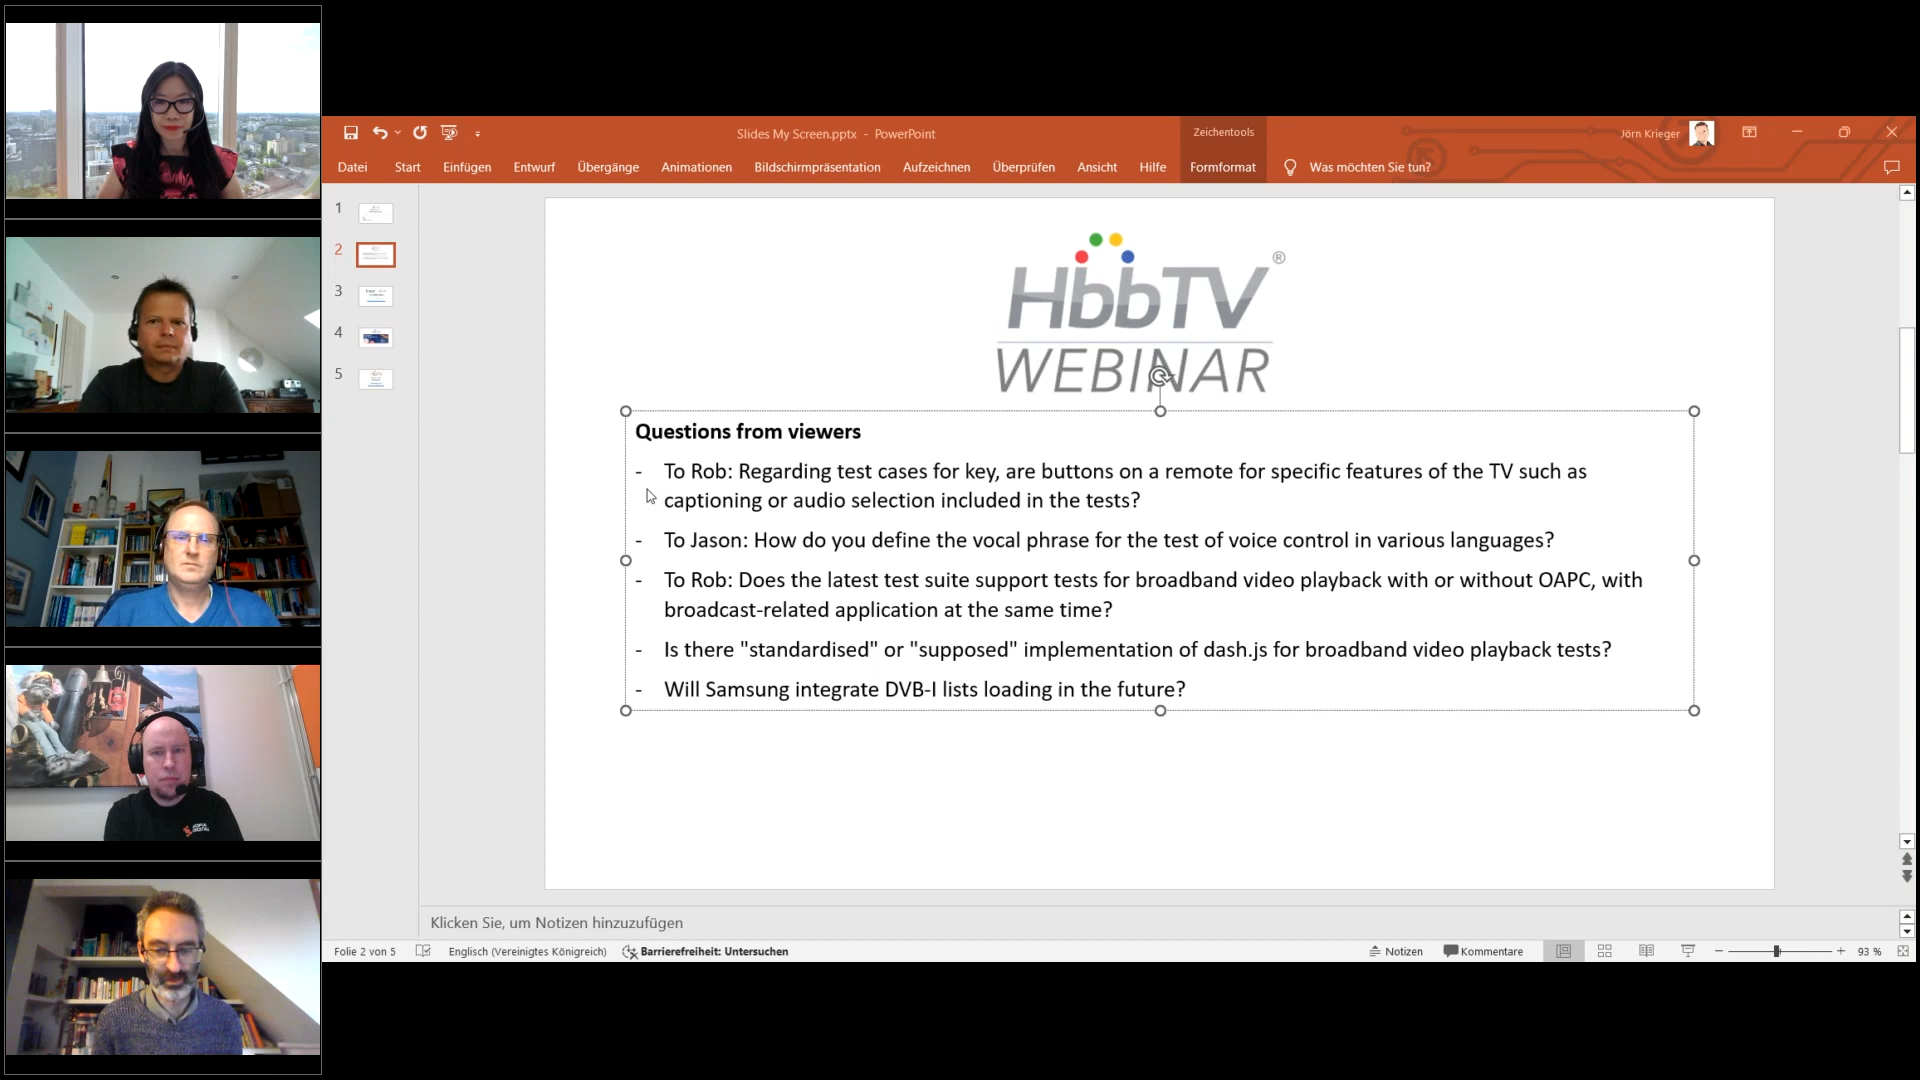 Slides My Screen.pptx - PowerPoint
Zeichentools
Jörn Krieger
Datei Start Einfügen Entwurf Übergänge Animationen Bildschirmpräsentation Aufzeichnen Überprüfen Ansicht Hilfe Formformat Was möchten Sie tun?
1
2
3
4
5
HbbTV ®
WEBINAR
Questions from viewers
- To Rob: Regarding test cases for key, are buttons on a remote for specific features of the TV such as
captioning or audio selection included in the tests?
- To Jason: How do you define the vocal phrase for the test of voice control in various languages?
- To Rob: Does the latest test suite support tests for broadband video playback with or without OAPC, with
broadcast-related application at the same time?
- Is there "standardised" or "supposed" implementation of dash.js for broadband video playback tests?
- Will Samsung integrate DVB-I lists loading in the future?
Klicken Sie, um Notizen hinzuzufügen
Folie 2 von 5 Englisch (Vereinigtes Königreich) Barrierefreiheit: Untersuchen Notizen Kommentare 93 %